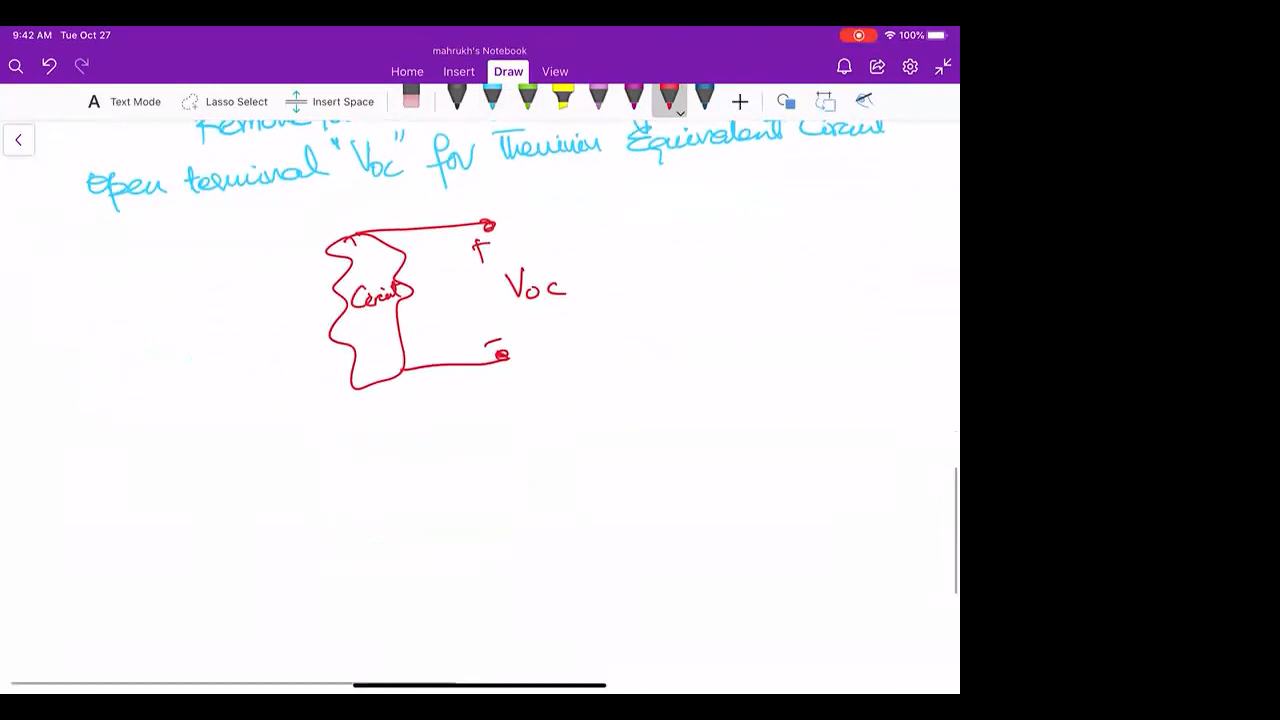 9:42 AM Tue Oct 27
100%
mahrukh's Notebook
Home Insert Draw View
Text Mode Lasso Select Insert Space
Remove
Equivalent Circuit
Open terminal "Voc" for
+
Circuit
Voc
-